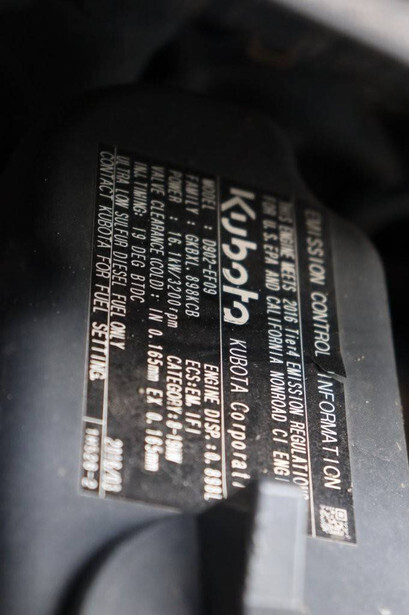 EMISSION CONTROL INFORMATION
THIS ENGINE MEETS 2016 Tier4 EMISSION REGULATIONS
FOR U.S. EPA AND CALIFORNIA NONROAD CI ENGI
Kubota KUBOTA Corporat
MODEL : D902-EF09 ENGINE DISP.:0.898L
FAMILY : GKBXL.898KCB ECS:EM IFI
POWER : 16.1kW/3200rpm CATEGORY:8-19kW
VALVE CLEARANCE(COLD): IN 0.165mm EX 0.165mm
INJ.TIMING: 19 DEG BTDC
ULTRA LOW SULFUR DIESEL FUEL ONLY
CONTACT KUBOTA FOR FUEL SETTING